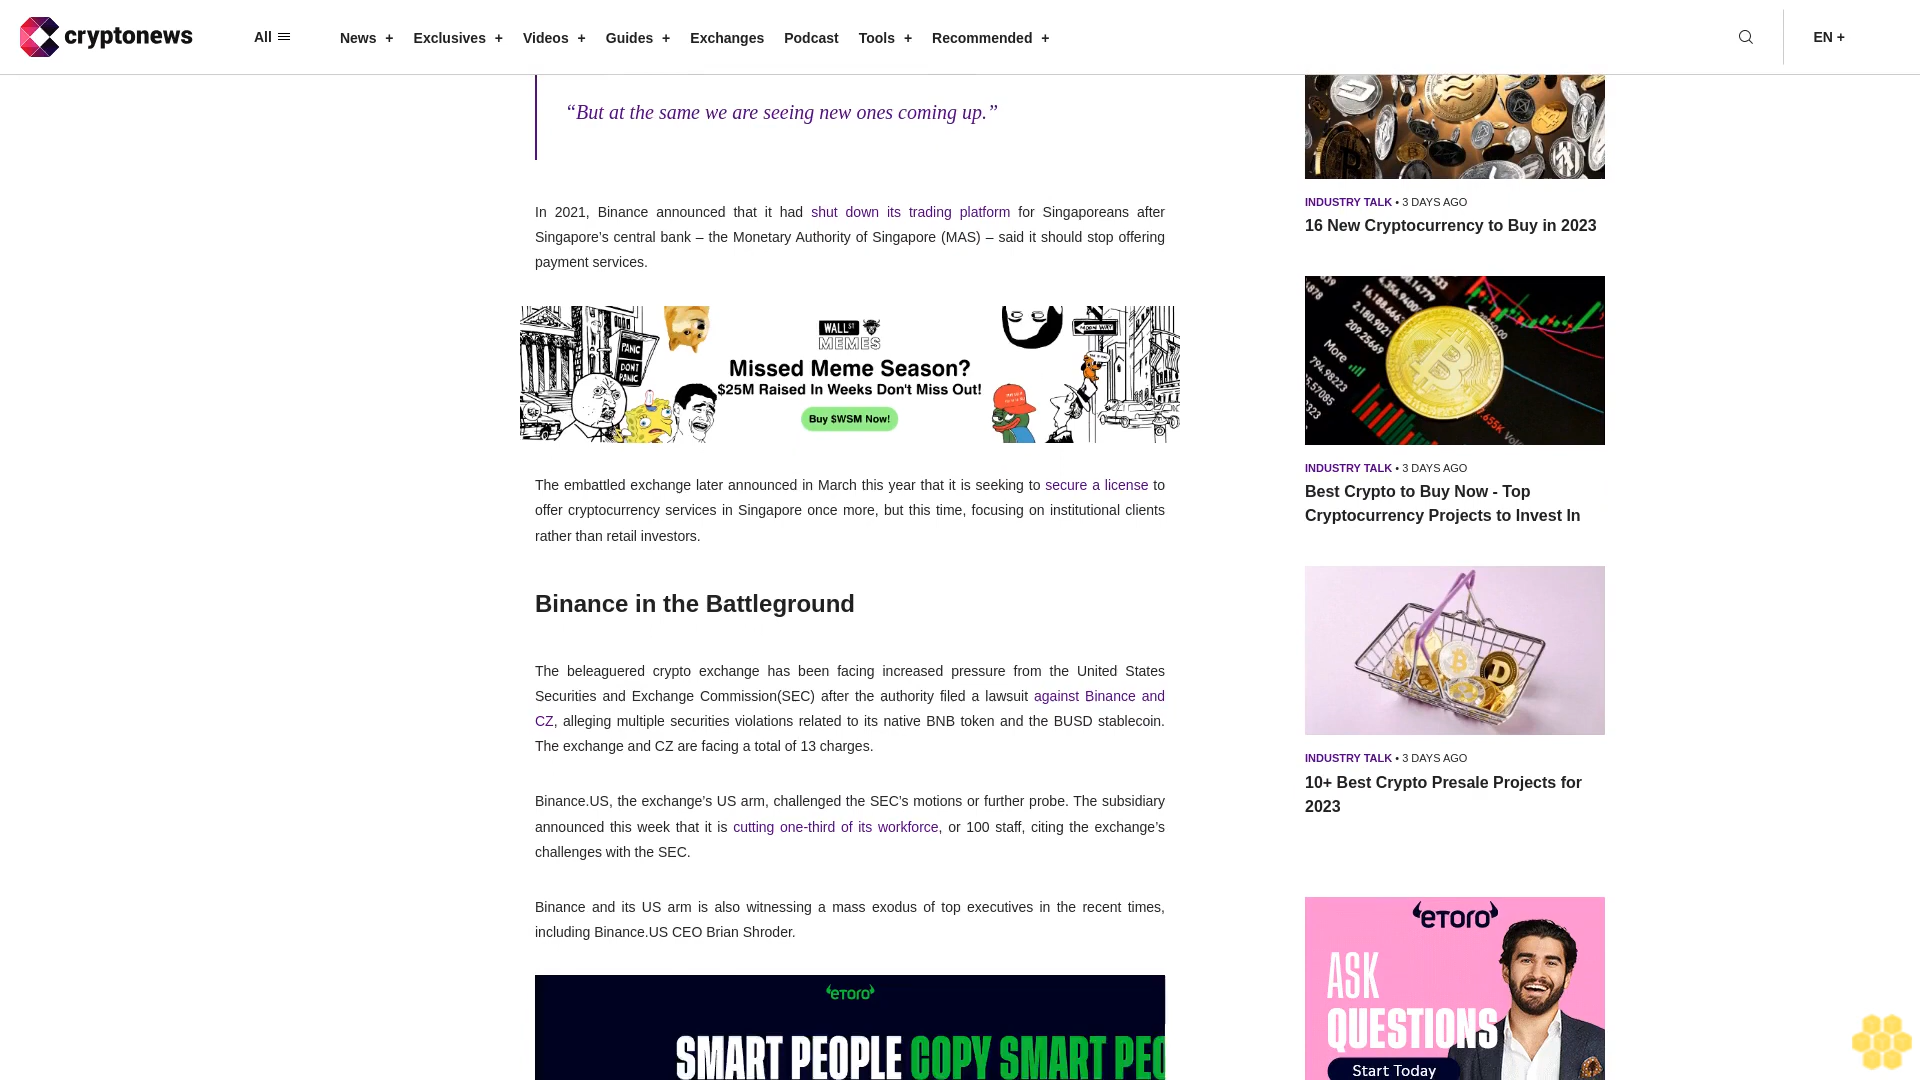 cryptonews
All
News +
Exclusives +
Videos +
Guides +
Exchanges
Podcast
Tools +
Recommended +
EN +
“But at the same we are seeing new ones coming up.”
In 2021, Binance announced that it had shut down its trading platform for Singaporeans after
Singapore’s central bank – the Monetary Authority of Singapore (MAS) – said it should stop offering
payment services.
PANIC
DONT
PANIC
WALL ST
MEMES
Missed Meme Season?
$25M Raised In Weeks Don't Miss Out!
Buy $WSM Now!
The embattled exchange later announced in March this year that it is seeking to secure a license to
offer cryptocurrency services in Singapore once more, but this time, focusing on institutional clients
rather than retail investors.
Binance in the Battleground
The beleaguered crypto exchange has been facing increased pressure from the United States
Securities and Exchange Commission(SEC) after the authority filed a lawsuit against Binance and
CZ, alleging multiple securities violations related to its native BNB token and the BUSD stablecoin.
The exchange and CZ are facing a total of 13 charges.
Binance.US, the exchange’s US arm, challenged the SEC’s motions or further probe. The subsidiary
announced this week that it is cutting one-third of its workforce, or 100 staff, citing the exchange’s
challenges with the SEC.
Binance and its US arm is also witnessing a mass exodus of top executives in the recent times,
including Binance.US CEO Brian Shroder.
eToro
SMART PEOPLE COPY SMART PEO
INDUSTRY TALK • 3 DAYS AGO
16 New Cryptocurrency to Buy in 2023
More
INDUSTRY TALK • 3 DAYS AGO
Best Crypto to Buy Now - Top
Cryptocurrency Projects to Invest In
INDUSTRY TALK • 3 DAYS AGO
10+ Best Crypto Presale Projects for
2023
eToro
ASK
QUESTIONS
Start Today